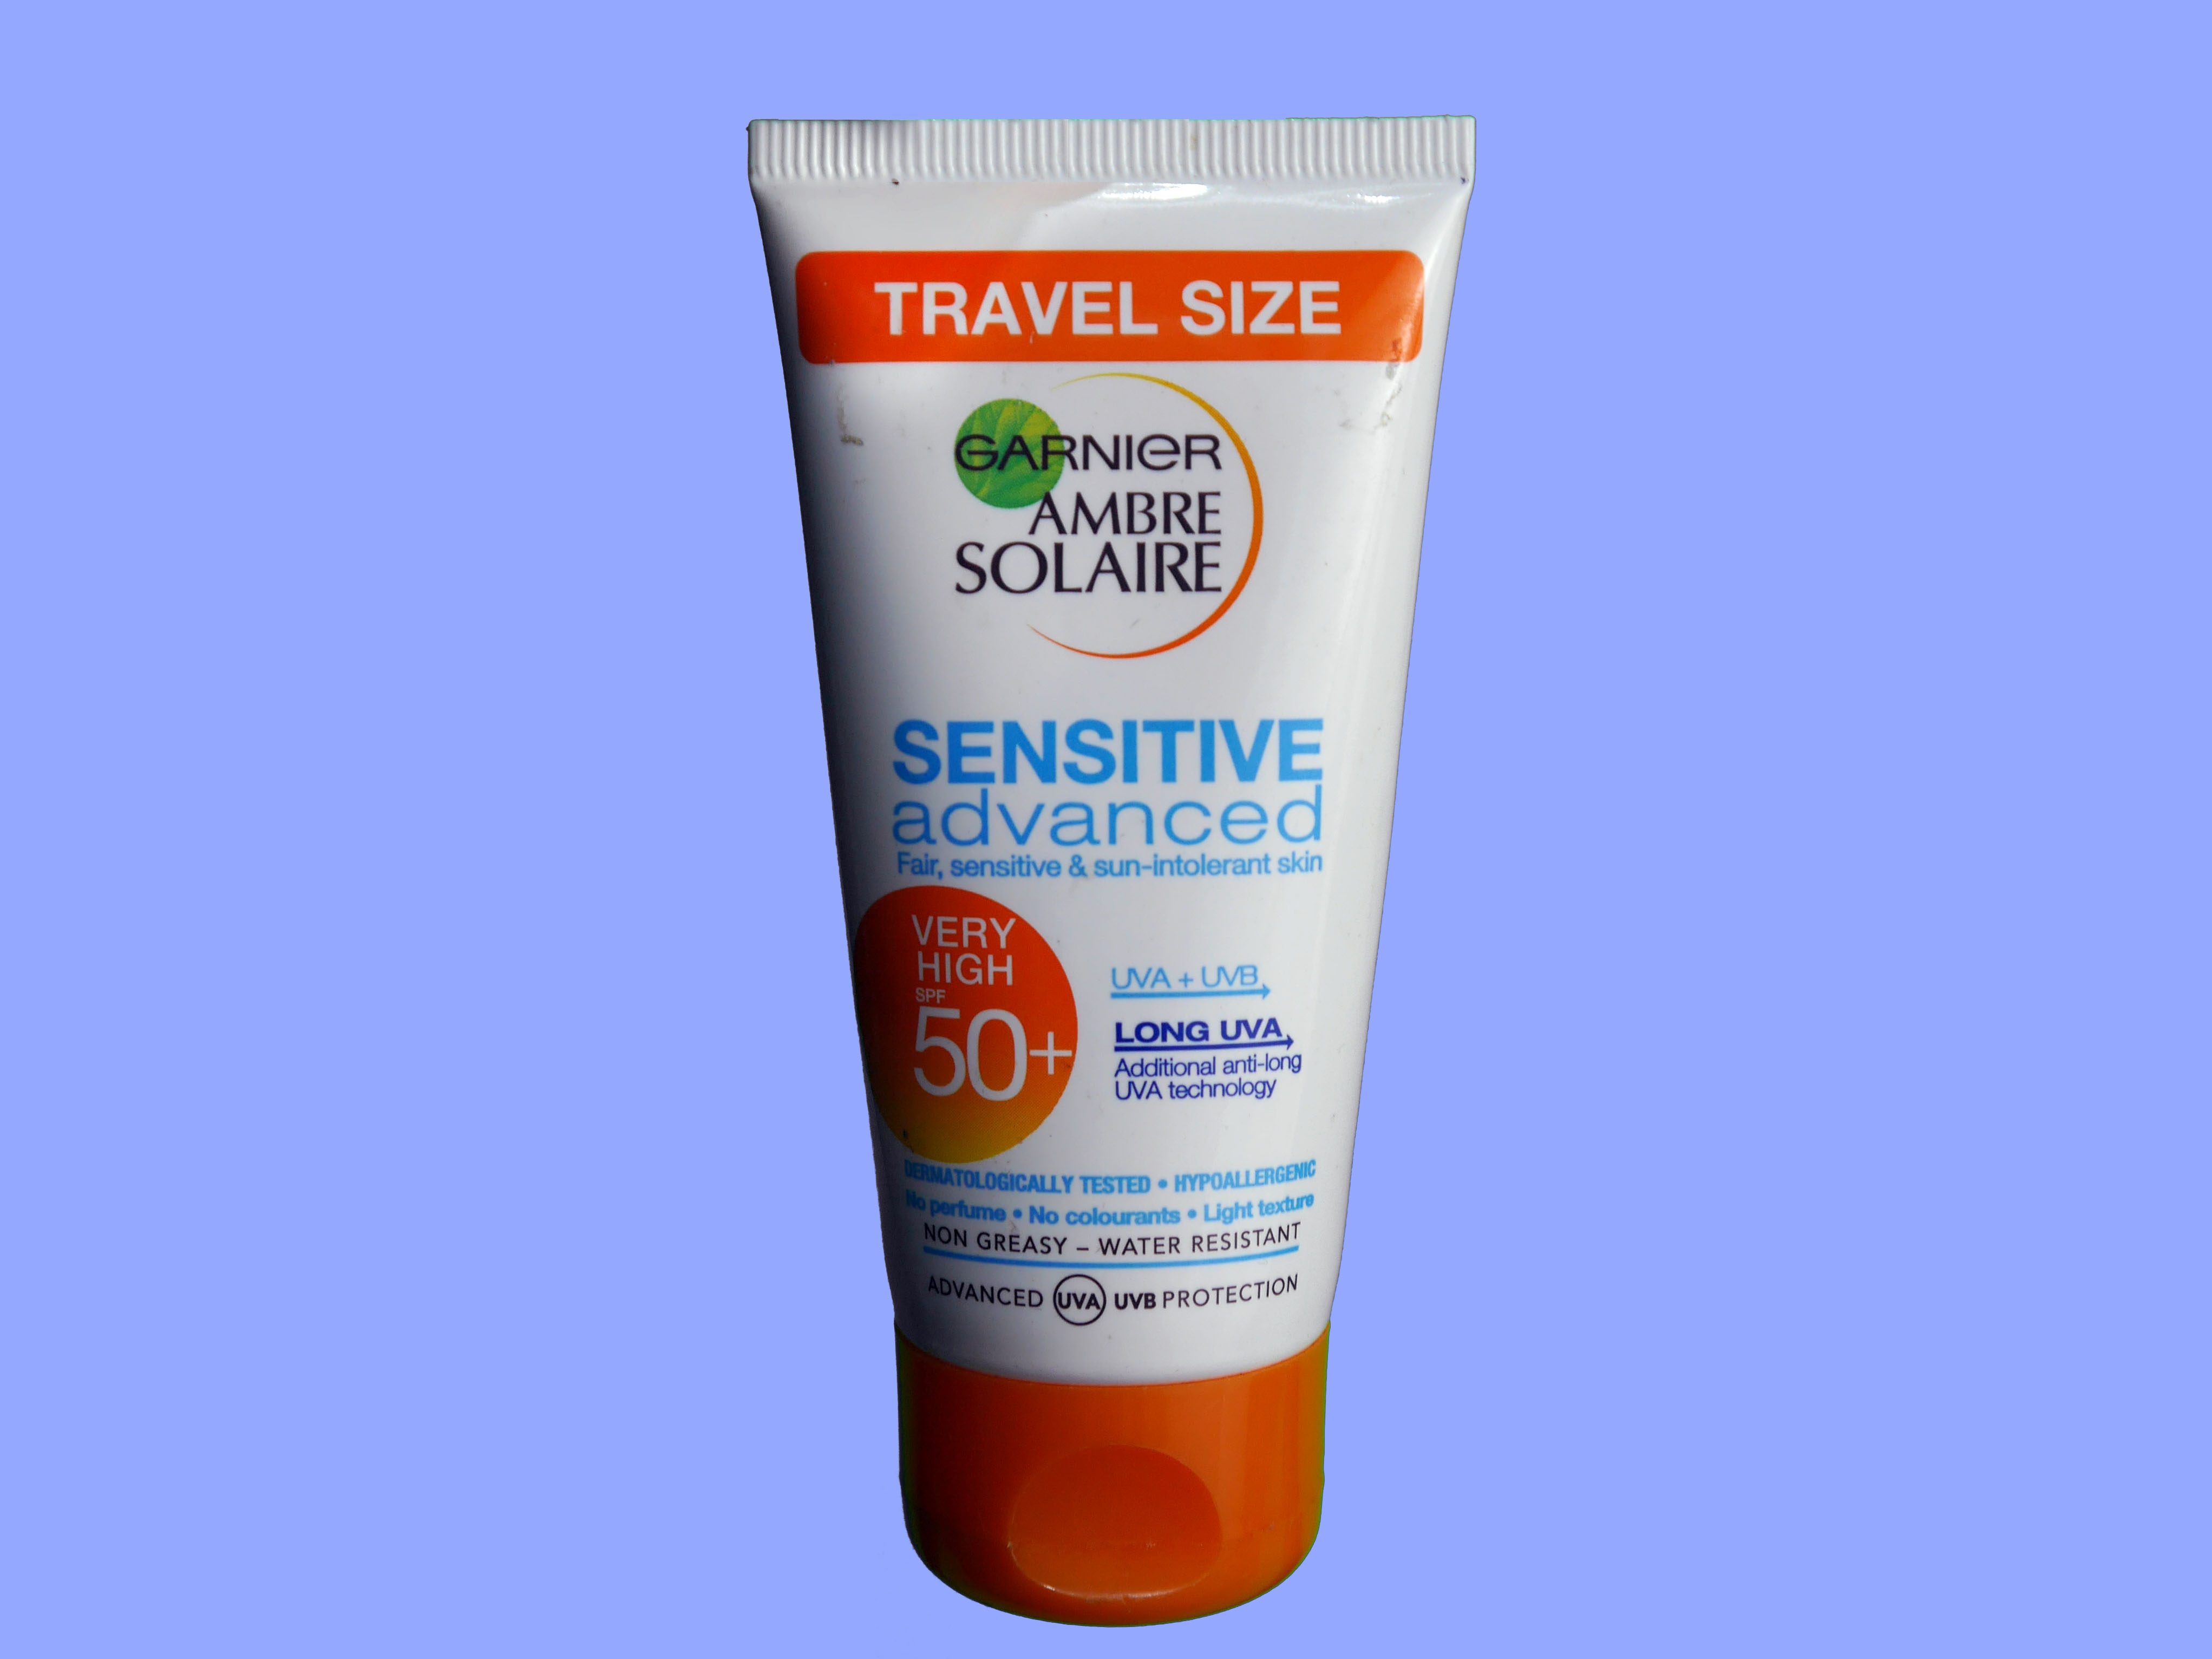 TRAVEL SIZE
GARNIER
AMBRE
SOLAIRE
SENSITIVE
advanced
Fair, sensitive & sun-intolerant skin
VERY
HIGH
SPF
50+
UVA + UVB
LONG UVA
Additional anti-long
UVA technology
DERMATOLOGICALLY TESTED • HYPOALLERGENIC
No perfume • No colourants • Light texture
NON GREASY – WATER RESISTANT
ADVANCED UVA UVB PROTECTION